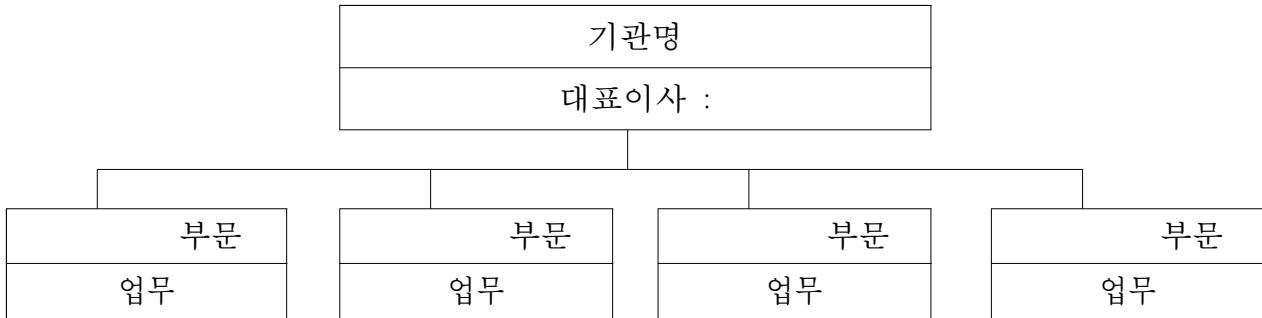 기관명
대표이사 :
부문 부문 부문 부문
업무 업무 업무 업무